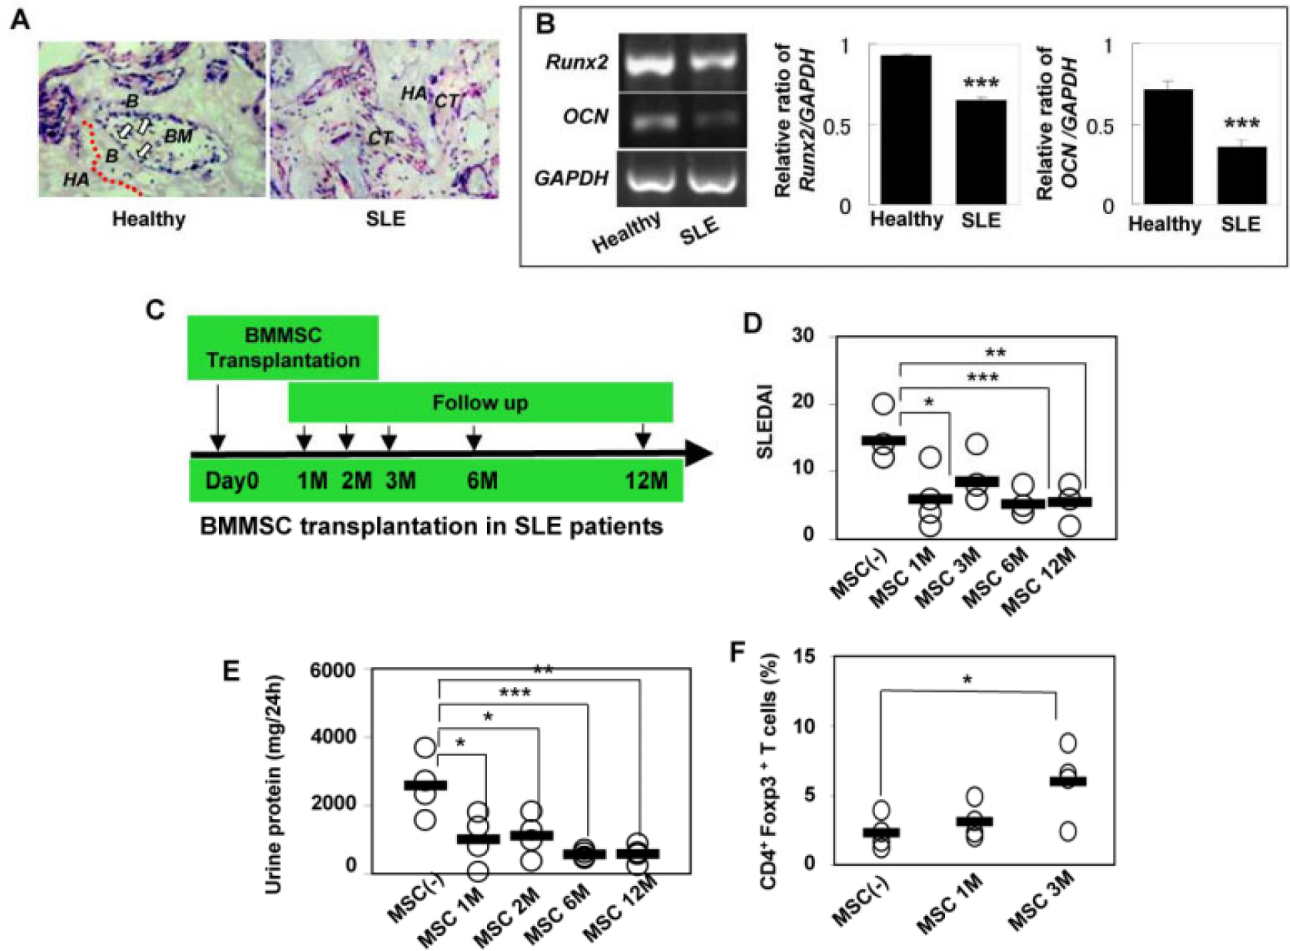 A
B
BM
B
HA
Healthy
HA
CT
CT
SLE
B
Runx2
OCN
GAPDH
Healthy
SLE
Relative ratio of
Runx2/GAPDH
1
0.5
0
***
Healthy
SLE
Relative ratio of
OCN /GAPDH
1
0.5
0
***
Healthy
SLE
C
BMMSC
Transplantation
Follow up
Day0 1M 2M 3M 6M 12M
BMMSC transplantation in SLE patients
D
SLEDAI
30
20
10
0
**
***
*
MSC(-)
MSC 1M
MSC 3M
MSC 6M
MSC 12M
E
Urine protein (mg/24h)
6000
4000
2000
0
**
***
*
*
MSC(-)
MSC 1M
MSC 2M
MSC 6M
MSC 12M
F
CD4⁺ Foxp3 ⁺ T cells (%)
15
10
5
0
*
MSC(-)
MSC 1M
MSC 3M